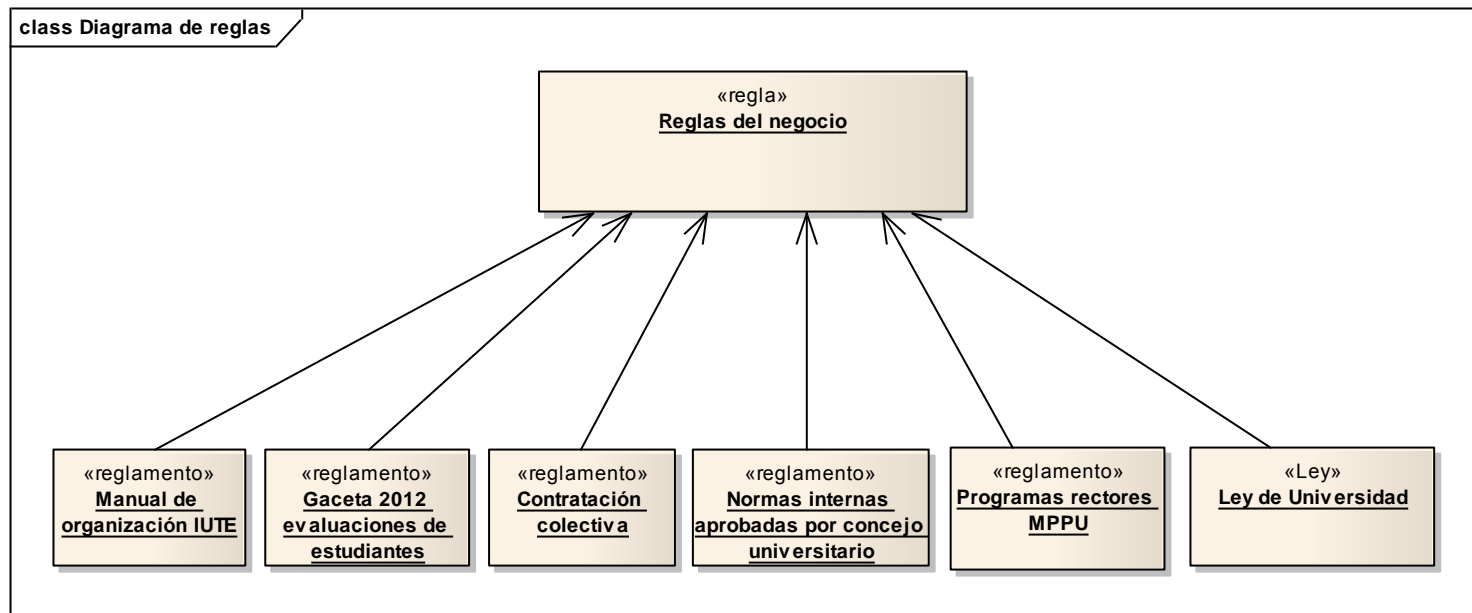 class Diagrama de reglas
«regla»
Reglas del negocio
«reglamento»
Manual de
organización IUTE
«reglamento»
Gaceta 2012
evaluaciones de
estudiantes
«reglamento»
Contratación
colectiva
«reglamento»
Normas internas
aprobadas por concejo
universitario
«reglamento»
Programas rectores
MPPU
«Ley»
Ley de Universidad